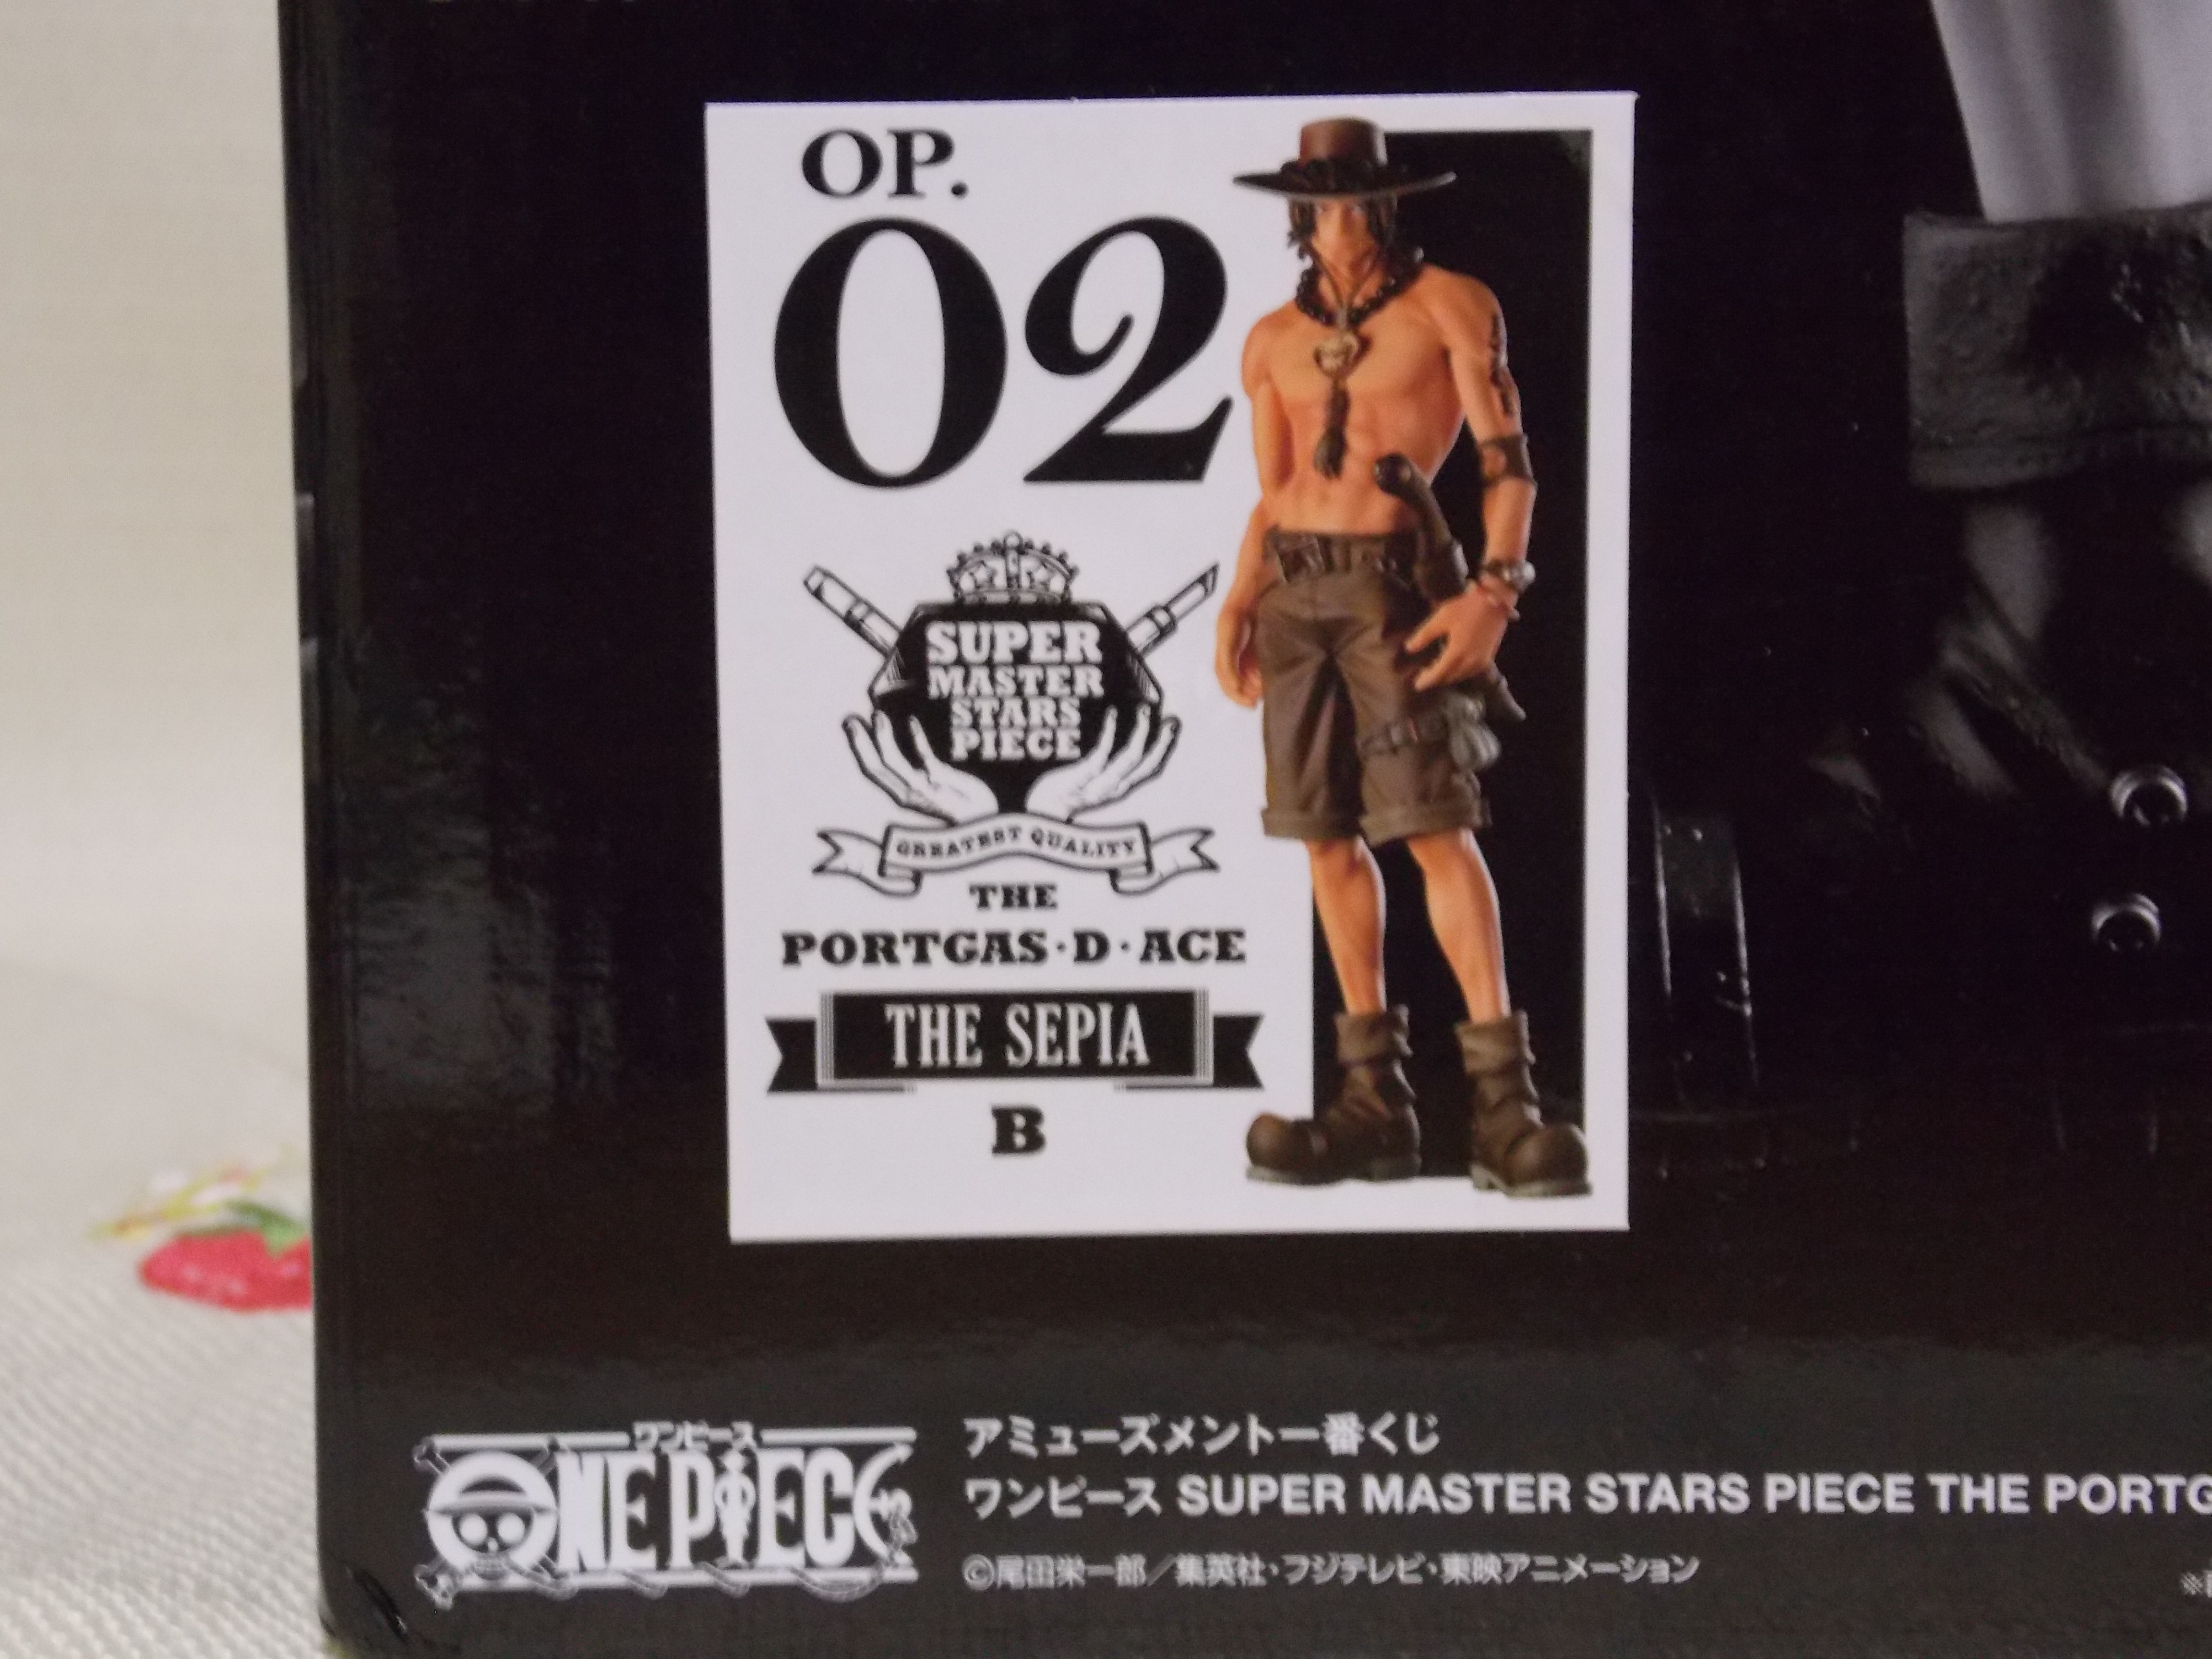 OP.
02
SUPER
MASTER
STARS
PIECE
GREATEST QUALITY
THE
PORTGAS·D·ACE
THE SEPIA
B
ワンピース
ONE PIECE
アミューズメント一番くじ
ワンピース SUPER MASTER STARS PIECE THE PORTG
©尾田栄一郎／集英社・フジテレビ・東映アニメーション
※